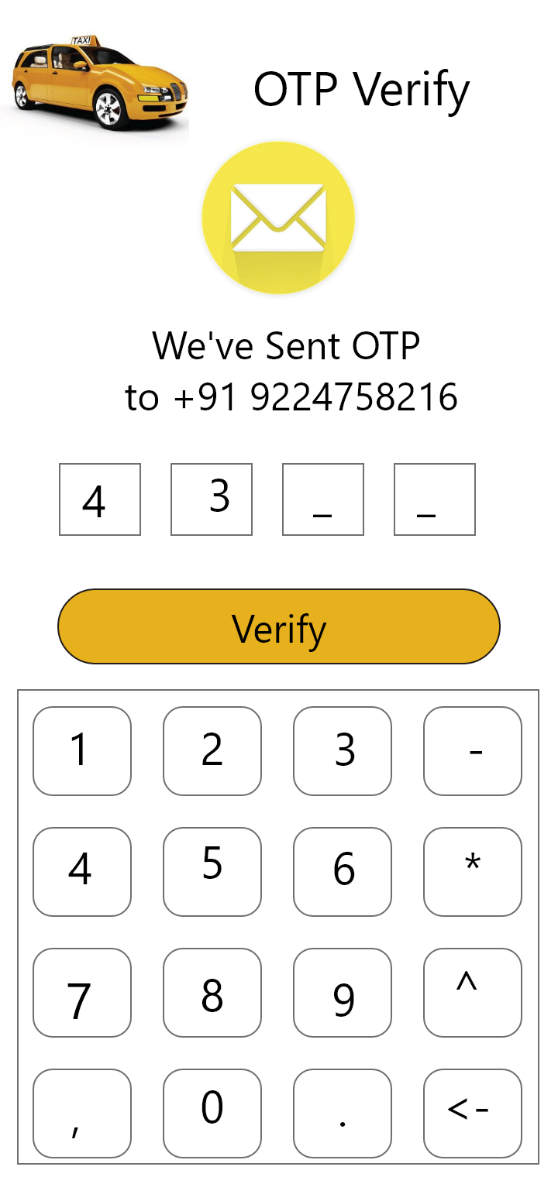 TAXI
OTP Verify
We've Sent OTP
to +91 9224758216
4 3 _ _
Verify
1 2 3 -
4 5 6 *
7 8 9 ^
, 0 . <-